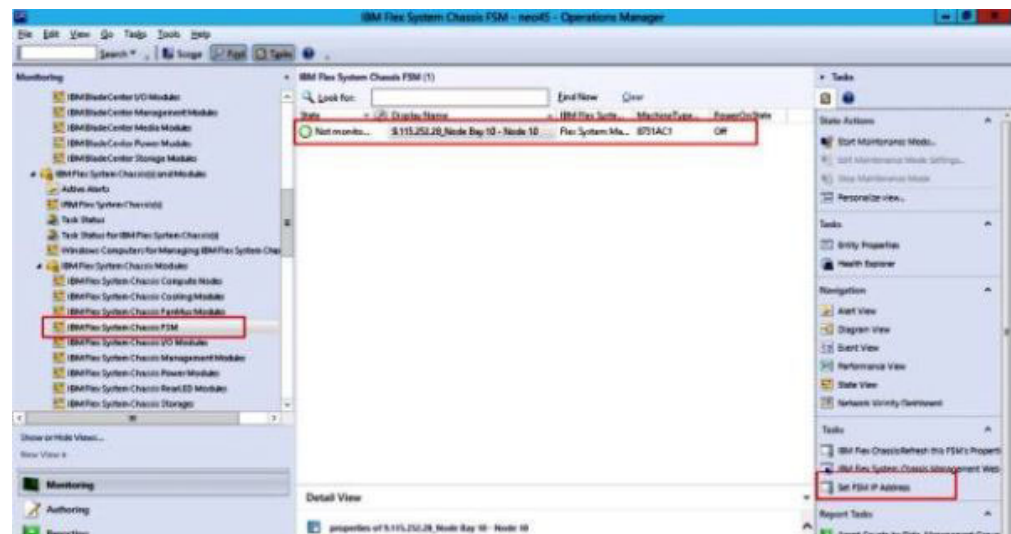 IBM Flex System Chassis FSM - neo45 - Operations Manager
File Edit View Go Tasks Tools Help
Search Scope Find Tasks
Monitoring
IBM BladeCenter I/O Modules
IBM BladeCenter Management Modules
IBM BladeCenter Media Modules
IBM BladeCenter Power Modules
IBM BladeCenter Storage Modules
IBM Flex System Chassis(s) and Modules
Active Alerts
IBM Flex System Chassis(s)
Task Status
Task Status for IBM Flex System Chassis(s)
Windows Computers for Managing IBM Flex System Chas
IBM Flex System Chassis Modules
IBM Flex System Chassis Compute Nodes
IBM Flex System Chassis Cooling Modules
IBM Flex System Chassis FanMux Modules
IBM Flex System Chassis FSM
IBM Flex System Chassis I/O Modules
IBM Flex System Chassis Management Modules
IBM Flex System Chassis Power Modules
IBM Flex System Chassis RearLED Modules
IBM Flex System Chassis Storages
Show or Hide Views...
New View
Monitoring
Authoring
Reporting
IBM Flex System Chassis FSM (1)
Look for: Find Now Clear
State Display Name IBM Flex Syste... MachineType... PowerOnState
Not monito... 9.115.252.28_Node Bay 10 - Node 10 Flex System Ma... 8731AC1 Off
Detail View
properties of 9.115.252.28_Node Bay 10 - Node 10
Tasks
State Actions
Start Maintenance Mode...
Edit Maintenance Mode Settings...
Stop Maintenance Mode
Personalize view...
Tasks
Entity Properties
Health Explorer
Navigation
Alert View
Diagram View
Event View
Performance View
State View
Network Vicinity Dashboard
Tasks
IBM Flex Chassis Refresh this FSM's Properti
IBM Flex System Chassis Management Web
Set FSM IP Address
Report Tasks